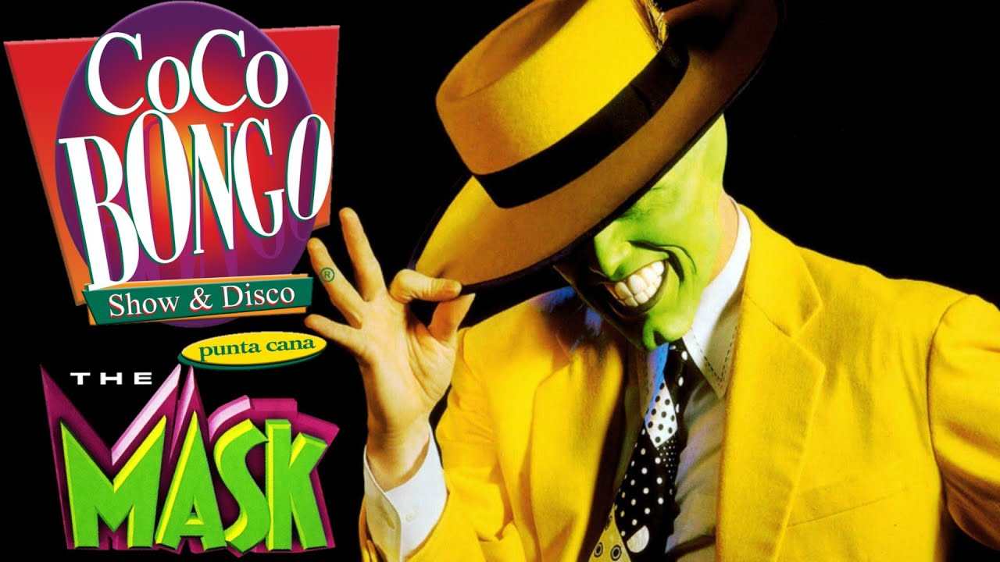 CoCo
BONGO
®
Show & Disco
punta cana
THE
MASK